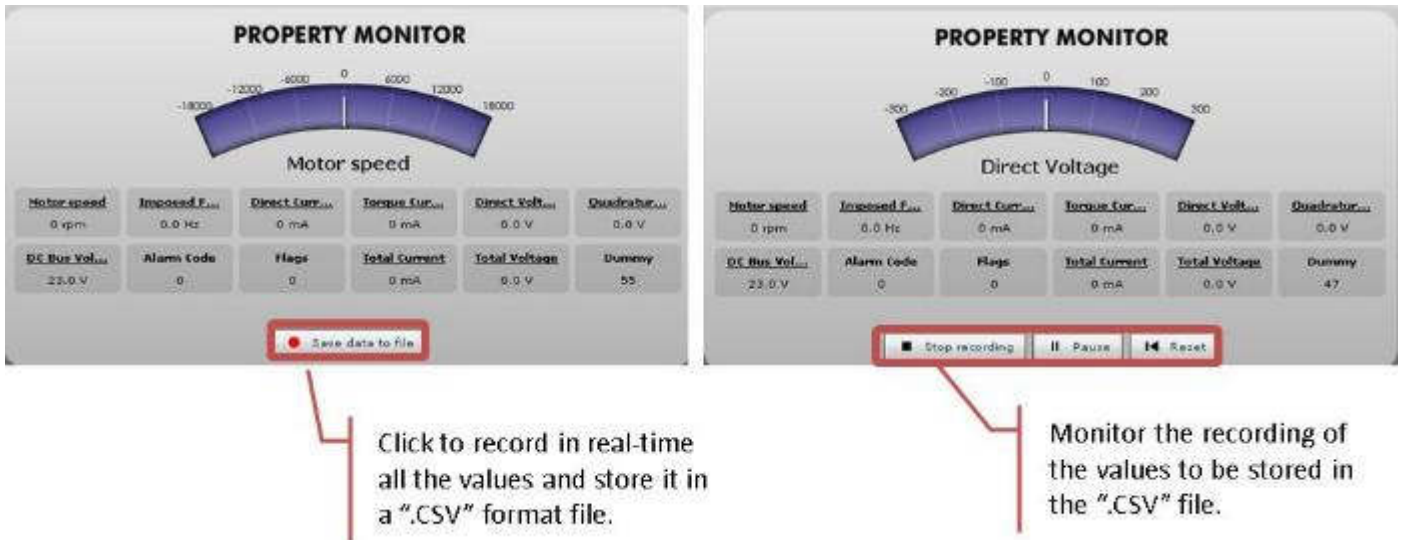 PROPERTY MONITOR
-18000 -12000 -6000 0 6000 12000 18000
Motor speed
Motor speed Imposed F... Direct Curr... Torque Cur... Direct Volt... Quadratur...
0 rpm 0.0 Hz 0 mA 0 mA 0.0 V 0.0 V
DC Bus Vol... Alarm Code Flags Total Current Total Voltage Dummy
23.0 V 0 0 0 mA 0.0 V 55
Save data to file
Click to record in real-time
all the values and store it in
a ".CSV" format file.
PROPERTY MONITOR
-300 -200 -100 0 100 200 300
Direct Voltage
Motor speed Imposed F... Direct Curr... Torque Cur... Direct Volt... Quadratur...
0 rpm 0.0 Hz 0 mA 0 mA 0.0 V 0.0 V
DC Bus Vol... Alarm Code Flags Total Current Total Voltage Dummy
23.0 V 0 0 0 mA 0.0 V 47
Stop recording Pause Reset
Monitor the recording of
the values to be stored in
the ".CSV" file.